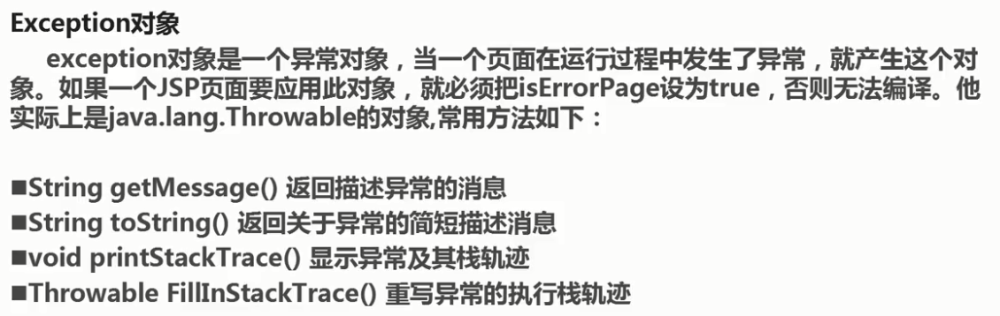 Exception对象
exception对象是一个异常对象，当一个页面在运行过程中发生了异常，就产生这个对
象。如果一个JSP页面要应用此对象，就必须把isErrorPage设为true，否则无法编译。他
实际上是java.lang.Throwable的对象,常用方法如下：
■String getMessage() 返回描述异常的消息
■String toString() 返回关于异常的简短描述消息
■void printStackTrace() 显示异常及其栈轨迹
■Throwable FillInStackTrace() 重写异常的执行栈轨迹